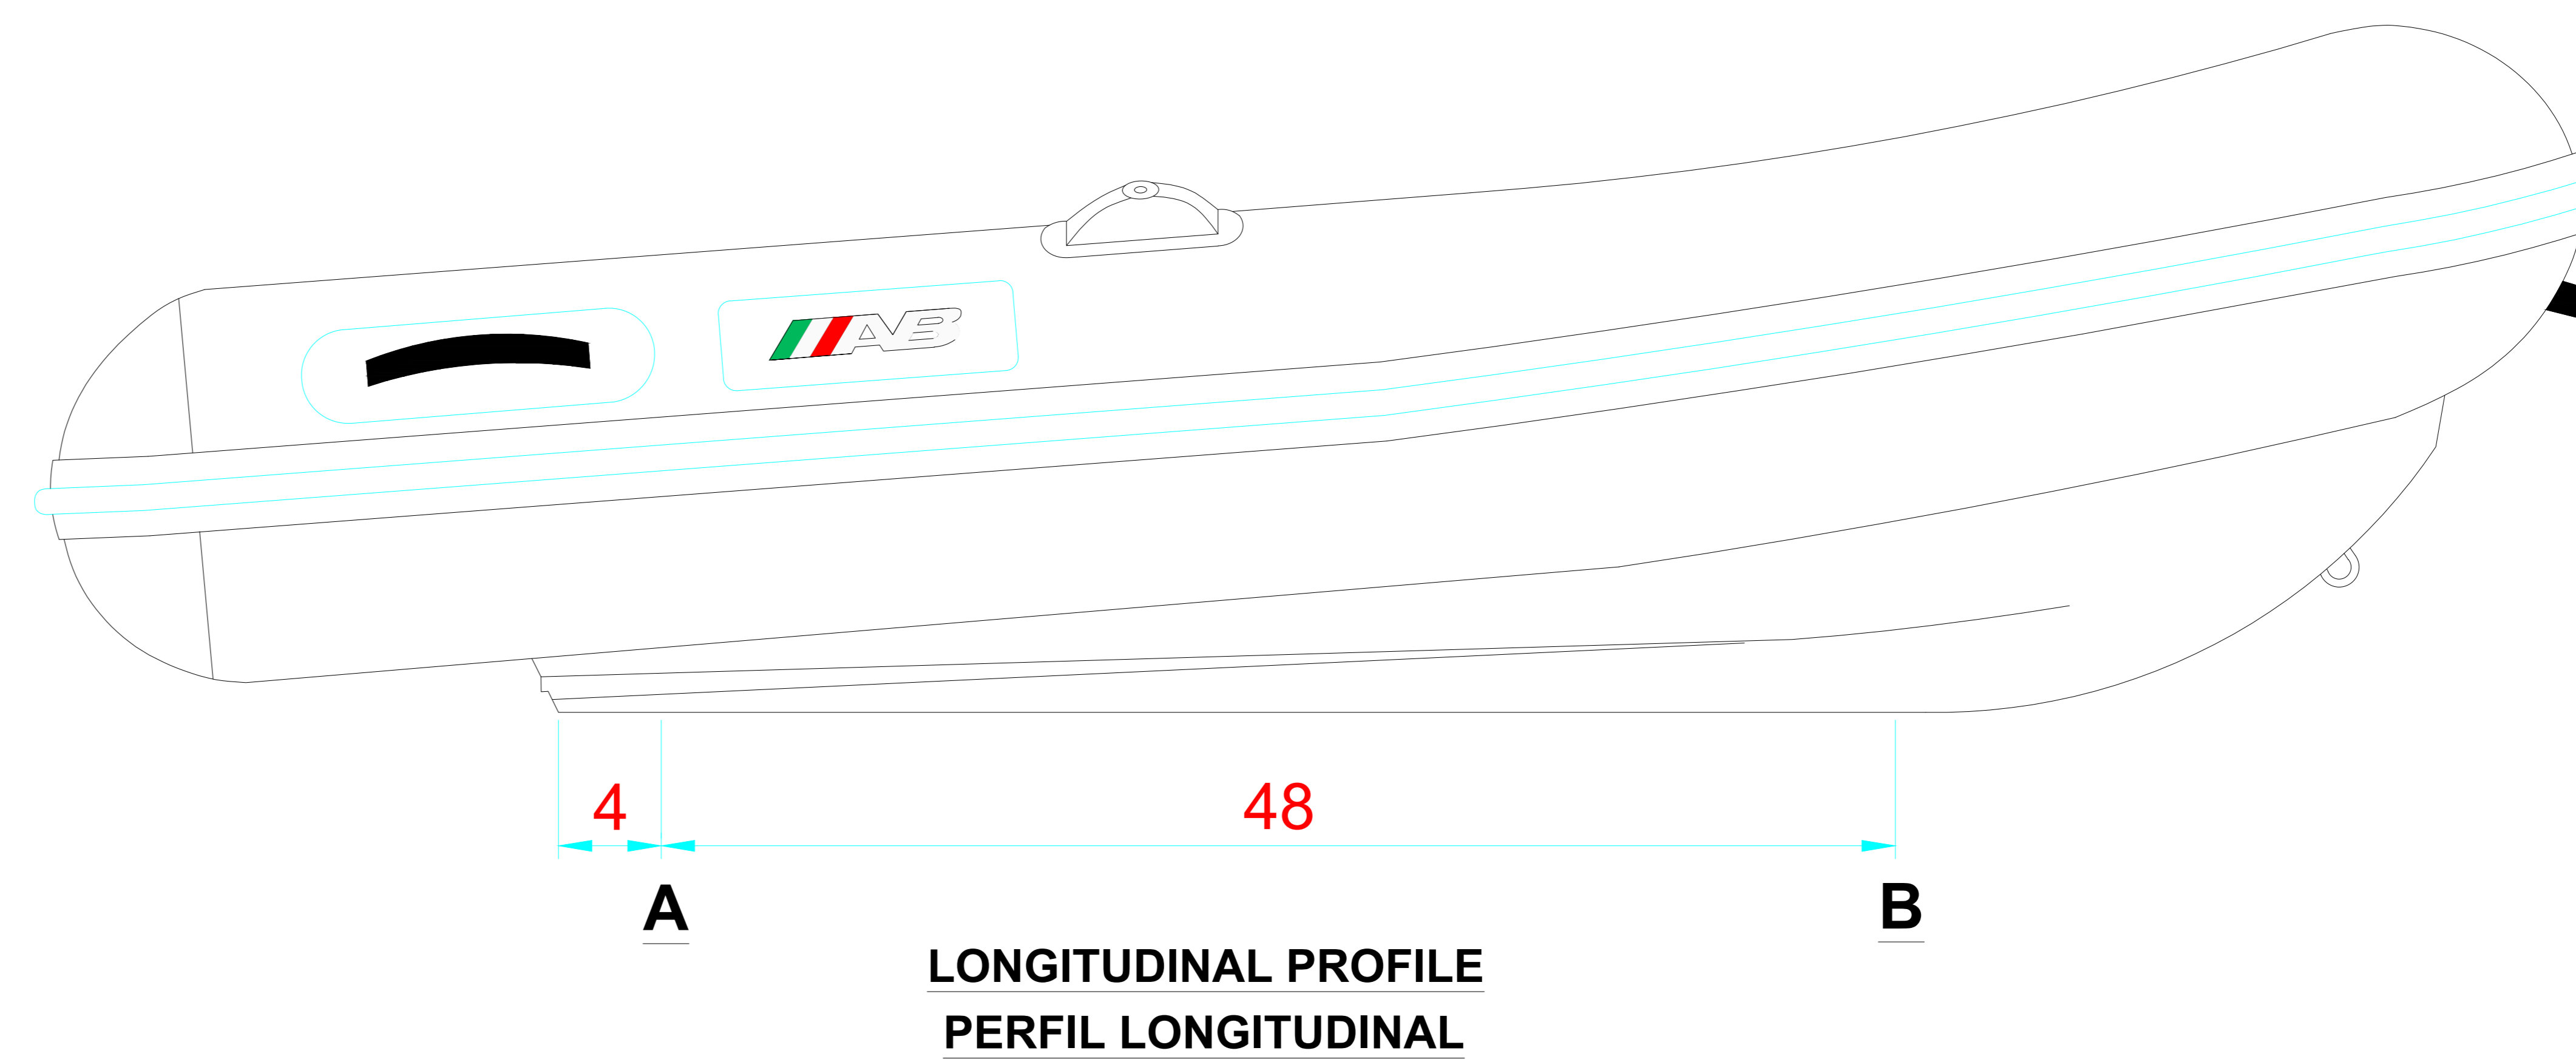 AB
4 48
A B
LONGITUDINAL PROFILE
PERFIL LONGITUDINAL